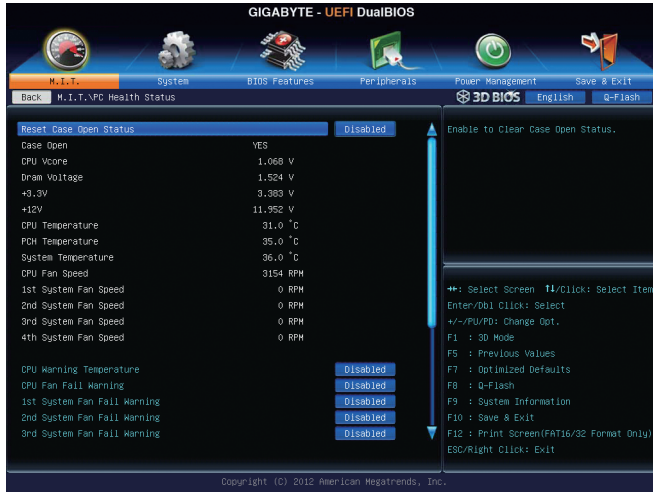 GIGABYTE - UEFI DualBIOS
M.I.T. System BIOS Features Peripherals Power Management Save & Exit
Back M.I.T.\PC Health Status 3D BIOS English Q-Flash
Reset Case Open Status Disabled
Case Open YES
CPU Vcore 1.068 V
Dram Voltage 1.524 V
+3.3V 3.383 V
+12V 11.952 V
CPU Temperature 31.0 °C
PCH Temperature 35.0 °C
System Temperature 36.0 °C
CPU Fan Speed 3154 RPM
1st System Fan Speed 0 RPM
2nd System Fan Speed 0 RPM
3rd System Fan Speed 0 RPM
4th System Fan Speed 0 RPM
CPU Warning Temperature Disabled
CPU Fan Fail Warning Disabled
1st System Fan Fail Warning Disabled
2nd System Fan Fail Warning Disabled
3rd System Fan Fail Warning Disabled
Enable to Clear Case Open Status.
→←: Select Screen ↑↓/Click: Select Item
Enter/Dbl Click: Select
+/-/PU/PD: Change Opt.
F1 : 3D Mode
F5 : Previous Values
F7 : Optimized Defaults
F8 : Q-Flash
F9 : System Information
F10 : Save & Exit
F12 : Print Screen(FAT16/32 Format Only)
ESC/Right Click: Exit
Copyright (C) 2012 American Megatrends, Inc.